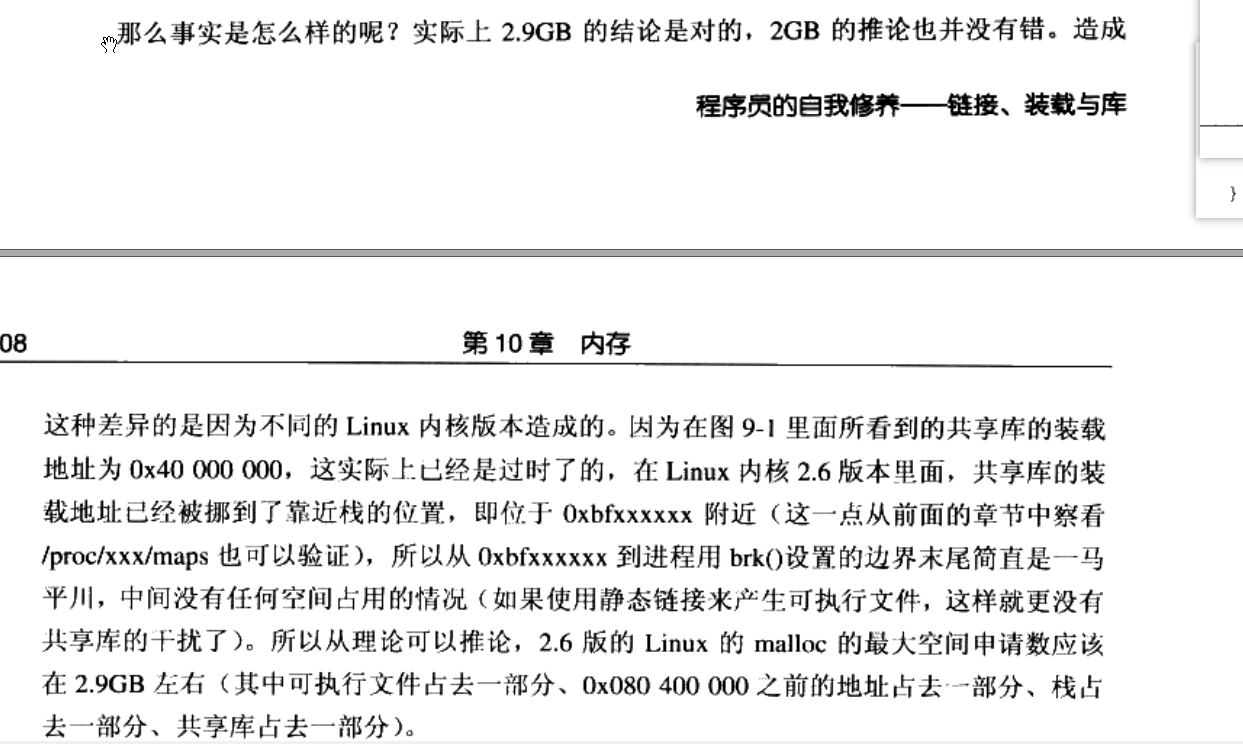 那么事实是怎么样的呢？实际上 2.9GB 的结论是对的，2GB 的推论也并没有错。造成
程序员的自我修养——链接、装载与库
}
08
第 10 章 内存
这种差异的是因为不同的 Linux 内核版本造成的。因为在图 9-1 里面所看到的共享库的装载
地址为 0x40 000 000，这实际上已经是过时了的，在 Linux 内核 2.6 版本里面，共享库的装
载地址已经被挪到了靠近栈的位置，即位于 0xbfxxxxxx 附近（这一点从前面的章节中察看
/proc/xxx/maps 也可以验证），所以从 0xbfxxxxxx 到进程用 brk()设置的边界末尾简直是一马
平川，中间没有任何空间占用的情况（如果使用静态链接来产生可执行文件，这样就更没有
共享库的干扰了）。所以从理论可以推论，2.6 版的 Linux 的 malloc 的最大空间申请数应该
在 2.9GB 左右（其中可执行文件占去一部分、0x080 400 000 之前的地址占去一部分、栈占
去一部分、共享库占去一部分）。